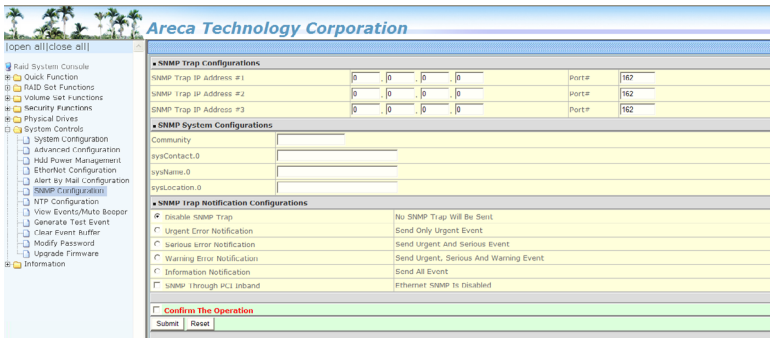 Areca Technology Corporation
|open all|close all|
Raid System Console
Quick Function
RAID Set Functions
Volume Set Functions
Security Functions
Physical Drives
System Controls
System Configuration
Advanced Configuration
Hdd Power Management
EtherNet Configuration
Alert By Mail Configuration
SNMP Configuration
NTP Configuration
View Events/Mute Beeper
Generate Test Event
Clear Event Buffer
Modify Password
Upgrade Firmware
Information
SNMP Trap Configurations
SNMP Trap IP Address #1 0 . 0 . 0 . 0 Port# 162
SNMP Trap IP Address #2 0 . 0 . 0 . 0 Port# 162
SNMP Trap IP Address #3 0 . 0 . 0 . 0 Port# 162
SNMP System Configurations
Community
sysContact.0
sysName.0
sysLocation.0
SNMP Trap Notification Configurations
Disable SNMP Trap No SNMP Trap Will Be Sent
Urgent Error Notification Send Only Urgent Event
Serious Error Notification Send Urgent And Serious Event
Warning Error Notification Send Urgent, Serious And Warning Event
Information Notification Send All Event
SNMP Through PCI Inband Ethernet SNMP Is Disabled
Confirm The Operation
Submit Reset